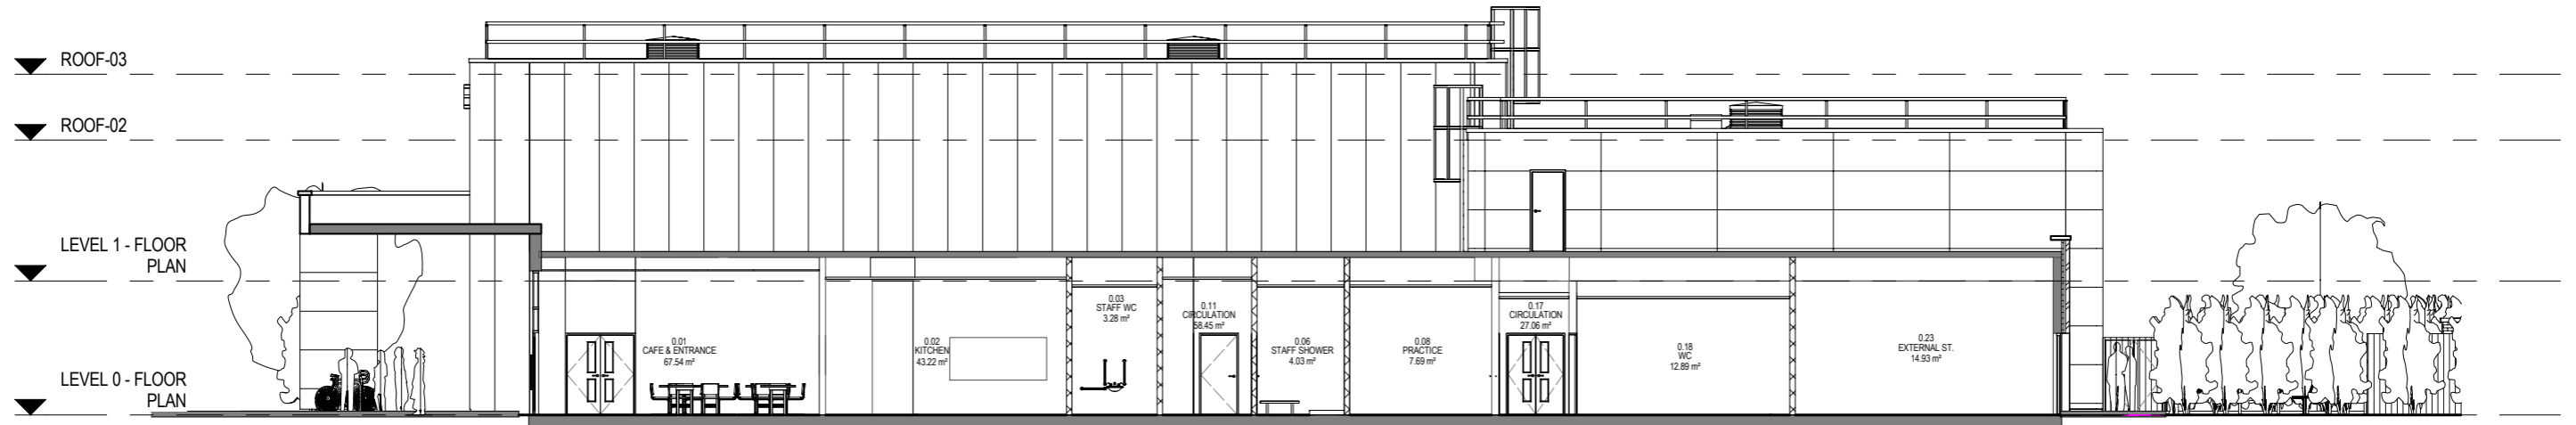 ROOF-03
ROOF-02
LEVEL 1 - FLOOR
PLAN
LEVEL 0 - FLOOR
PLAN
0.01
CAFE & ENTRANCE
67.54 m²
0.02
KITCHEN
43.22 m²
0.03
STAFF WC
3.28 m²
0.11
CIRCULATION
58.45 m²
0.06
STAFF SHOWER
4.03 m²
0.08
PRACTICE
7.69 m²
0.17
CIRCULATION
27.06 m²
0.18
WC
12.89 m²
0.23
EXTERNAL ST.
14.93 m²